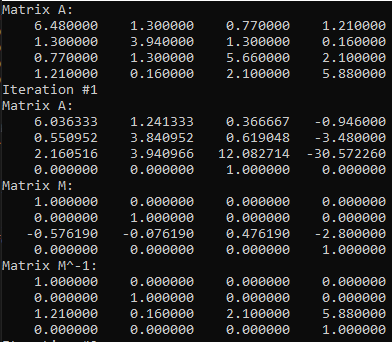 Matrix A:
6.480000 1.300000 0.770000 1.210000
1.300000 3.940000 1.300000 0.160000
0.770000 1.300000 5.660000 2.100000
1.210000 0.160000 2.100000 5.880000
Iteration #1
Matrix A:
6.036333 1.241333 0.366667 -0.946000
0.550952 3.840952 0.619048 -3.480000
2.160516 3.940966 12.082714 -30.572260
0.000000 0.000000 1.000000 0.000000
Matrix M:
1.000000 0.000000 0.000000 0.000000
0.000000 1.000000 0.000000 0.000000
-0.576190 -0.076190 0.476190 -2.800000
0.000000 0.000000 0.000000 1.000000
Matrix M^-1:
1.000000 0.000000 0.000000 0.000000
0.000000 1.000000 0.000000 0.000000
1.210000 0.160000 2.100000 5.880000
0.000000 0.000000 0.000000 1.000000